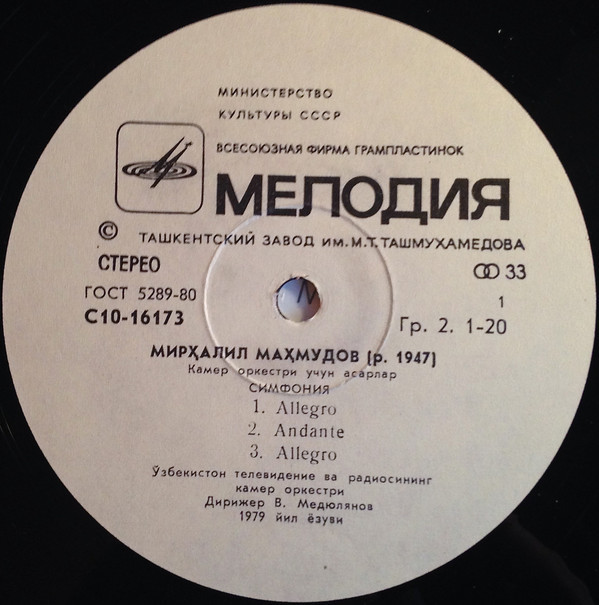 МИНИСТЕРСТВО
КУЛЬТУРЫ СССР
ВСЕСОЮЗНАЯ ФИРМА ГРАМПЛАСТИНОК
МЕЛОДИЯ
© ТАШКЕНТСКИЙ ЗАВОД ИМ. М.Т. ТАШМУХАМЕДОВА
СТЕРЕО
33
ГОСТ 5289-80
1
С10-16173
Гр. 2. 1-20
МИРҲАЛИЛ МАҲМУДОВ (р. 1947)
Камер оркестри учун асарлар
СИМФОНИЯ
1. Allegro
2. Andante
3. Allegro
Ўзбекистон телевидение ва радиосининг
камер оркестри
Дирижер В. Медюлянов
1979 йил ёзуви